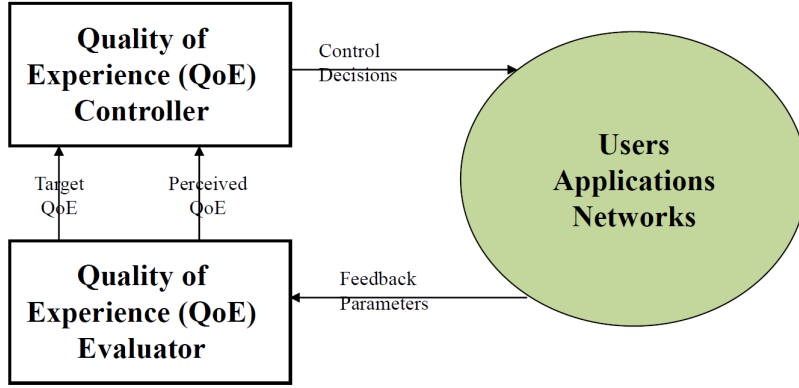 Quality of
Experience (QoE)
Controller
Control
Decisions
Users
Applications
Networks
Target
QoE
Perceived
QoE
Quality of
Experience (QoE)
Evaluator
Feedback
Parameters